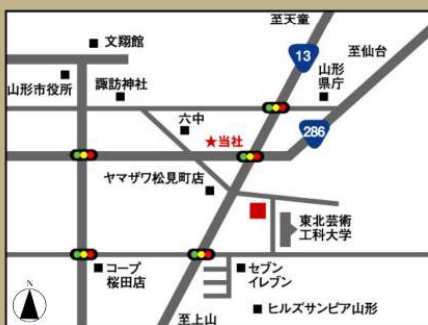 至天童
文翔館
13
至仙台
山形市役所
諏訪神社
山形
県庁
六中
★当社
286
ヤマザワ松見町店
東北芸術
工科大学
コープ
桜田店
セブン
イレブン
N
至上山
ヒルズサンピア山形